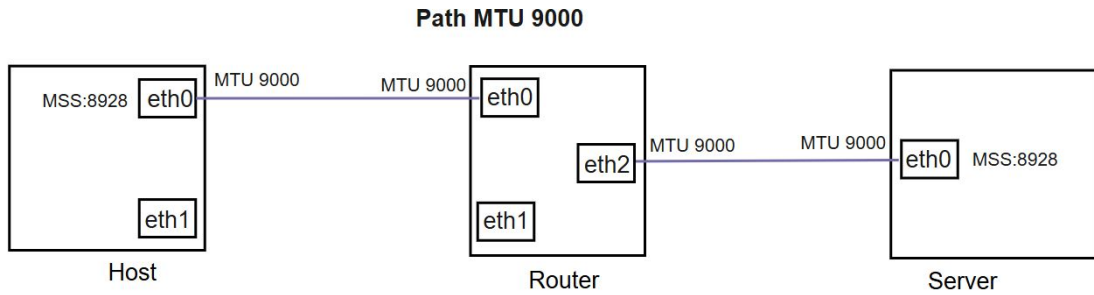 Path MTU 9000
MTU 9000
MTU 9000
MSS:8928
eth0
eth0
MTU 9000
MTU 9000
eth2
eth0
MSS:8928
eth1
eth1
Host
Router
Server